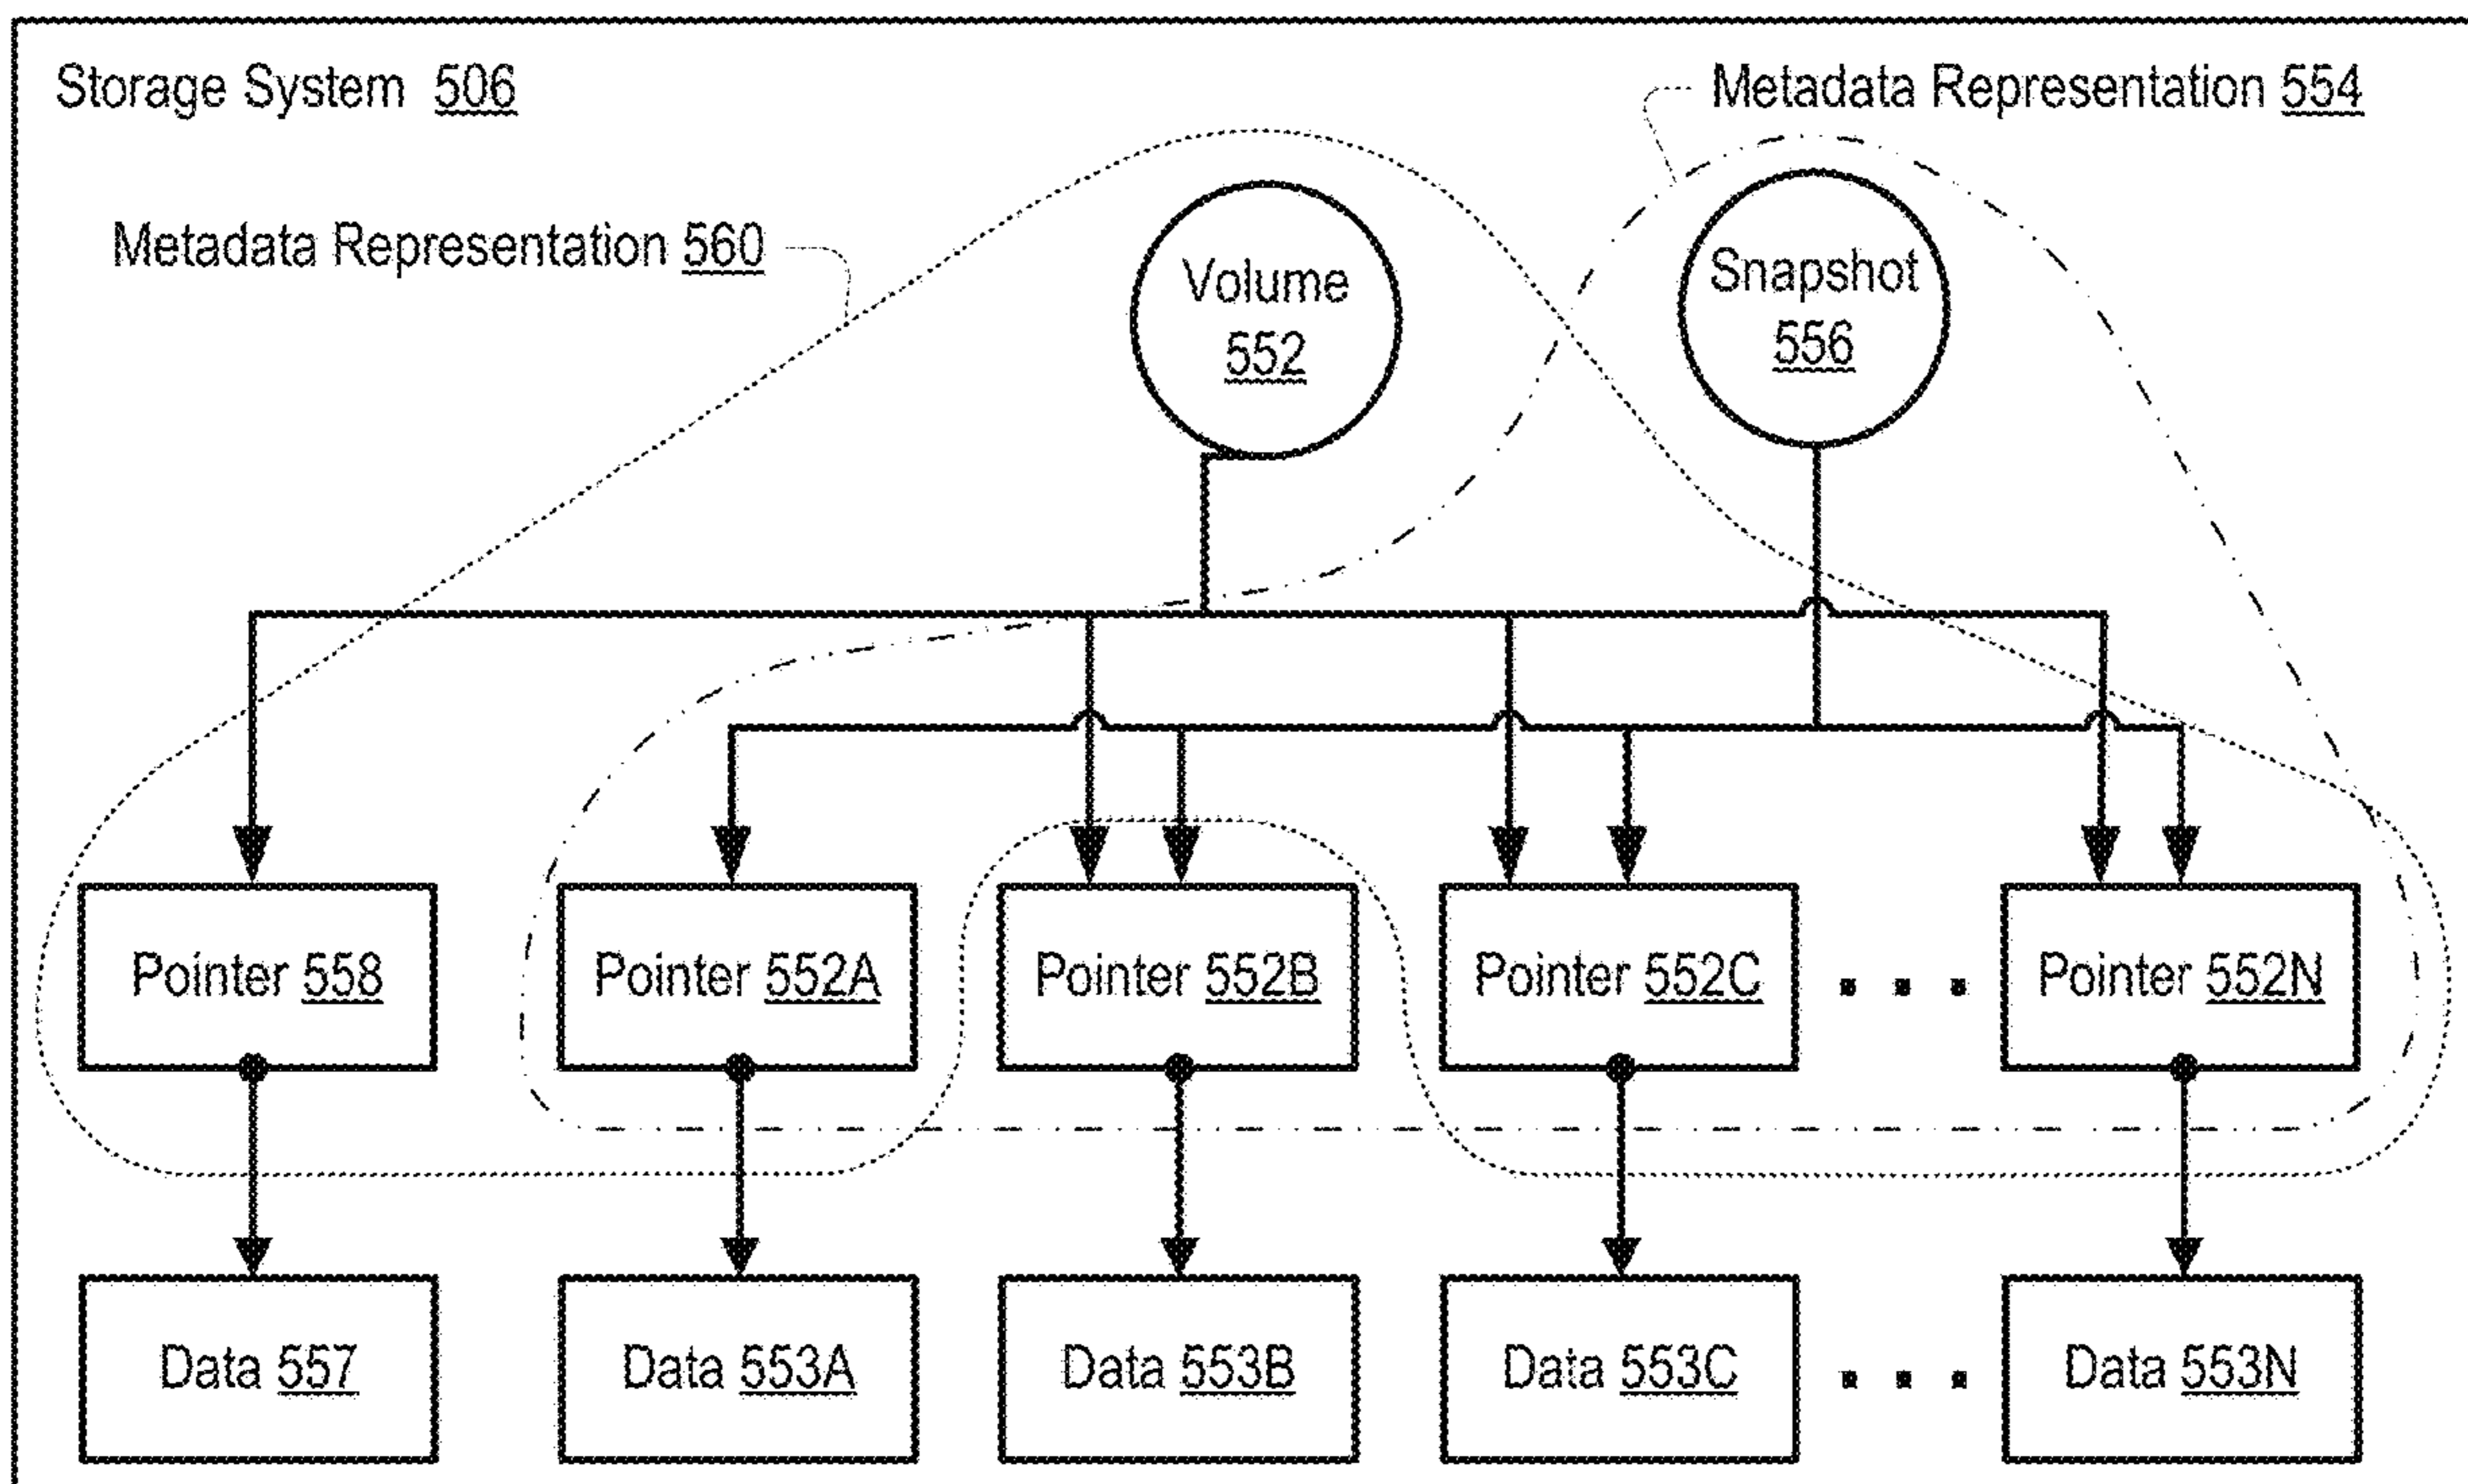 Storage System 506
Metadata Representation 554
Metadata Representation 560
Volume
552
Snapshot
556
Pointer 558
Pointer 552A
Pointer 552B
Pointer 552C
. . .
Pointer 552N
Data 557
Data 553A
Data 553B
Data 553C
. . .
Data 553N